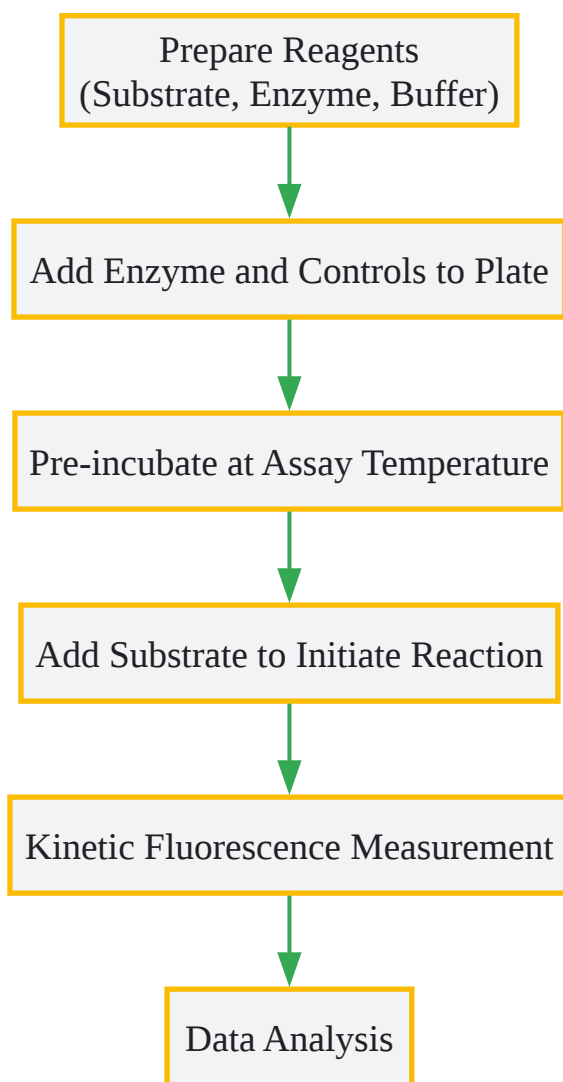 Prepare Reagents
(Substrate, Enzyme, Buffer)
Add Enzyme and Controls to Plate
Pre-incubate at Assay Temperature
Add Substrate to Initiate Reaction
Kinetic Fluorescence Measurement
Data Analysis